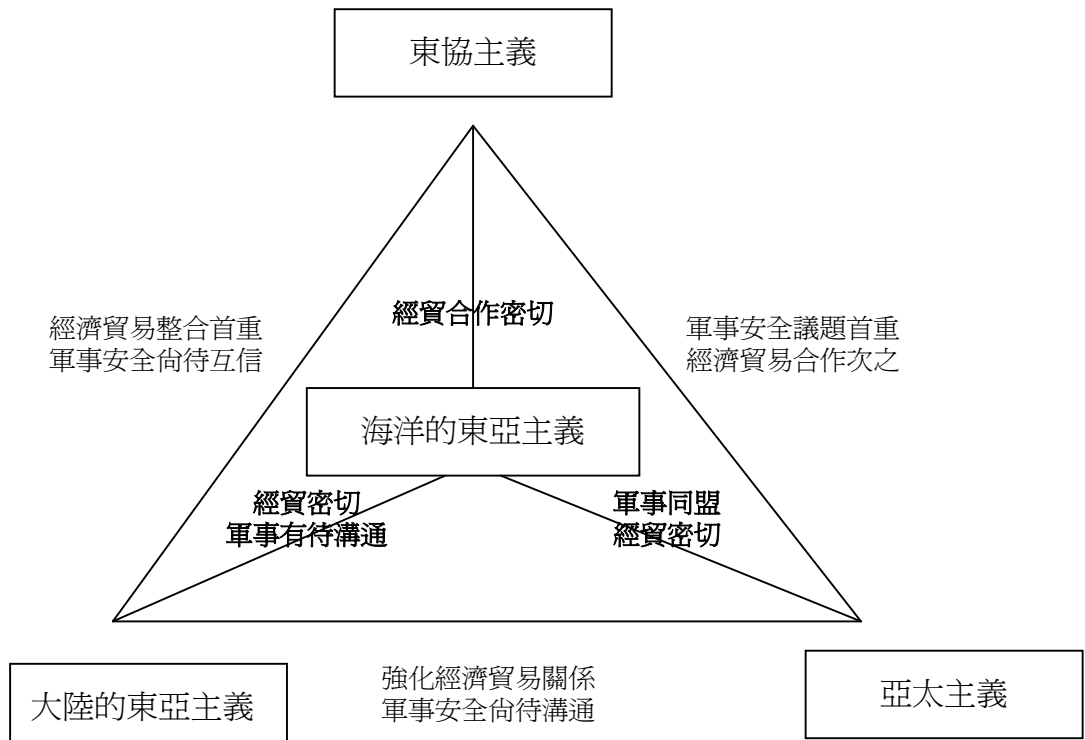 東協主義
經貿合作密切
經濟貿易整合首重
軍事安全尚待互信
軍事安全議題首重
經濟貿易合作次之
海洋的東亞主義
經貿密切
軍事有待溝通
軍事同盟
經貿密切
大陸的東亞主義
強化經濟貿易關係
軍事安全尚待溝通
亞太主義